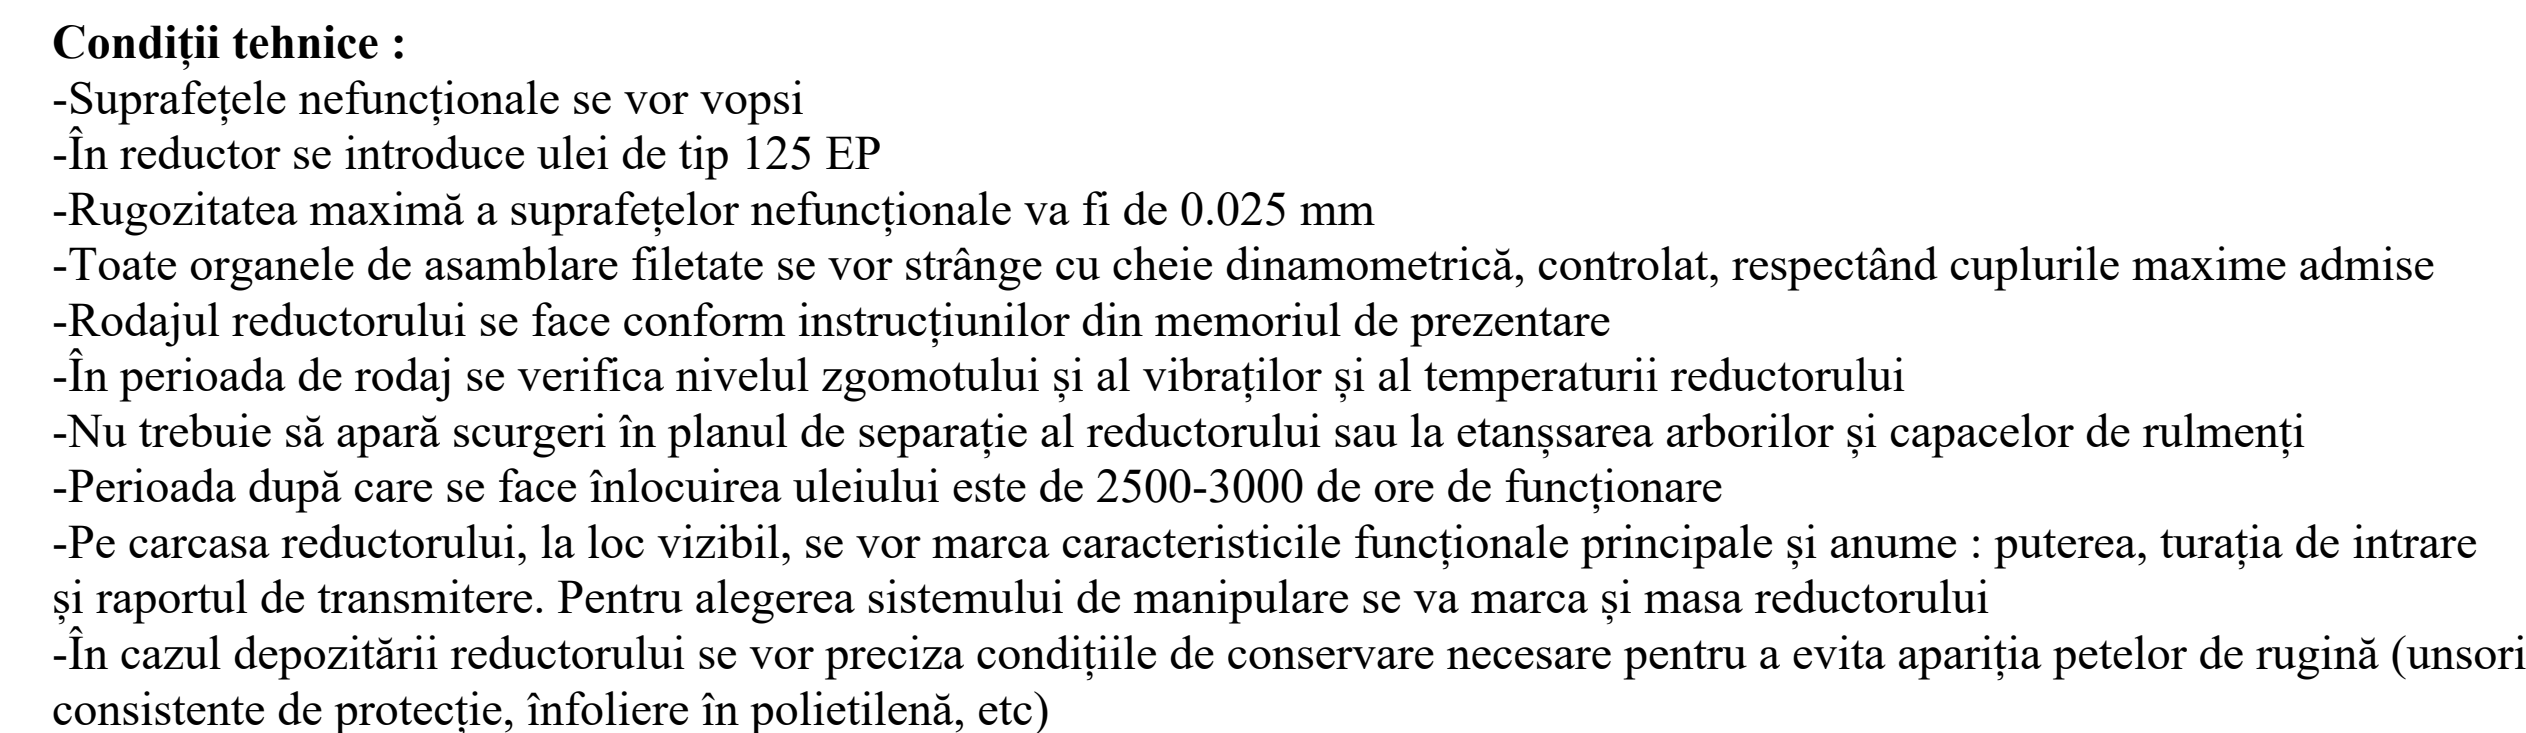 Condiții tehnice :
-Suprafețele nefuncționale se vor vopsi
-În reductor se introduce ulei de tip 125 EP
-Rugozitatea maximă a suprafețelor nefuncționale va fi de 0.025 mm
-Toate organele de asamblare filetate se vor strânge cu cheie dinamometrică, controlat, respectând cuplurile maxime admise
-Rodajul reductorului se face conform instrucțiunilor din memoriul de prezentare
-În perioada de rodaj se verifica nivelul zgomotului și al vibraților și al temperaturii reductorului
-Nu trebuie să apară scurgeri în planul de separație al reductorului sau la etanșsarea arborilor și capacelor de rulmenți
-Perioada după care se face înlocuirea uleiului este de 2500-3000 de ore de funcționare
-Pe carcasa reductorului, la loc vizibil, se vor marca caracteristicile funcționale principale și anume : puterea, turația de intrare
și raportul de transmitere. Pentru alegerea sistemului de manipulare se va marca și masa reductorului
-În cazul depozitării reductorului se vor preciza condițiile de conservare necesare pentru a evita apariția petelor de rugină (unsori
consistente de protecție, înfoliere în polietilenă, etc)